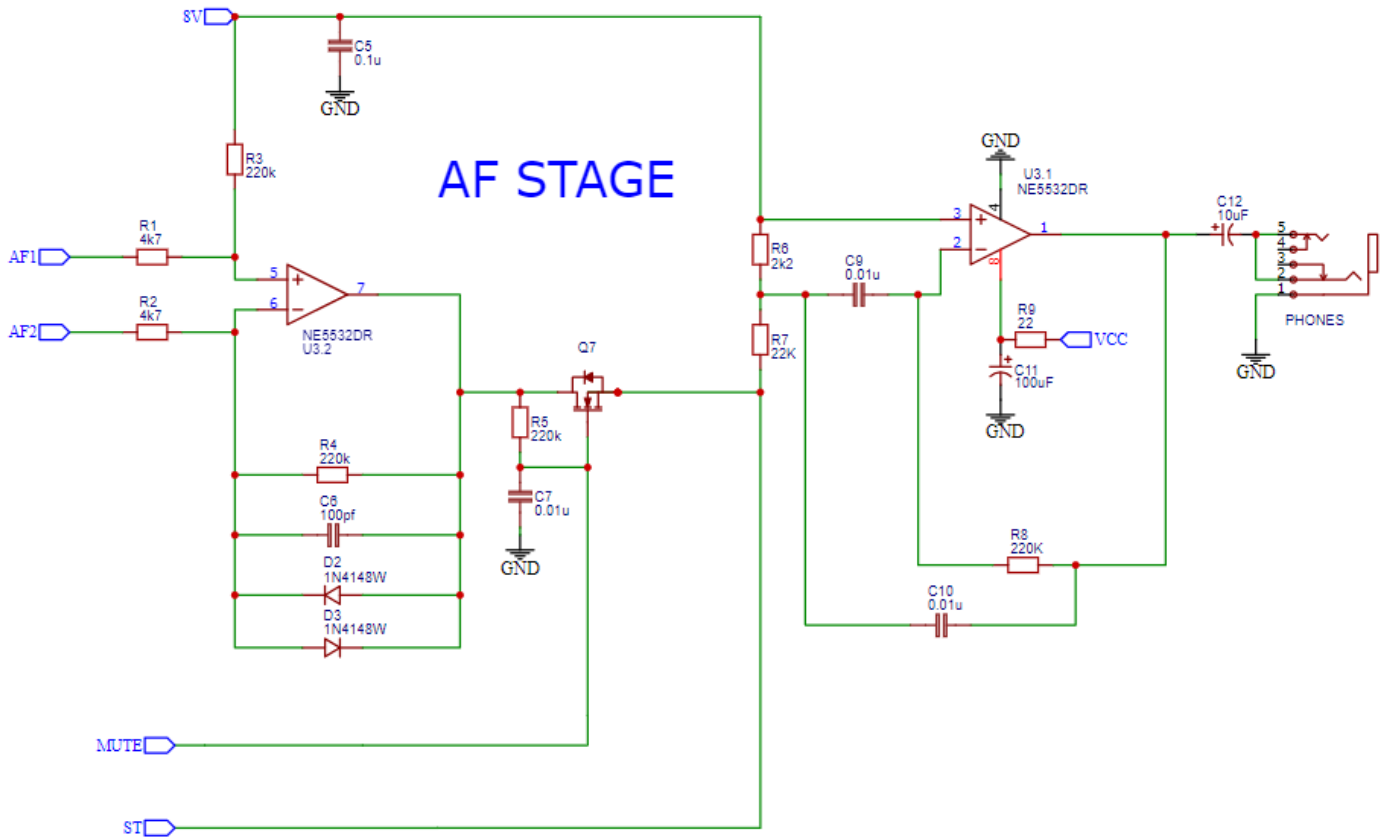 8V
C5
0.1u
GND
R3
220k
AF STAGE
GND
U3.1
NE5532DR
4
3
2
1
8
C12
10uF
5
4
3
2
1
PHONES
GND
R1
4k7
AF1
R2
4k7
AF2
5
6
7
NE5532DR
U3.2
R6
2k2
C9
0.01u
R7
22K
R9
22
VCC
C11
100uF
GND
Q7
R5
220k
C7
0.01u
GND
R4
220k
C6
100pf
D2
1N4148W
D3
1N4148W
R8
220K
C10
0.01u
MUTE
ST